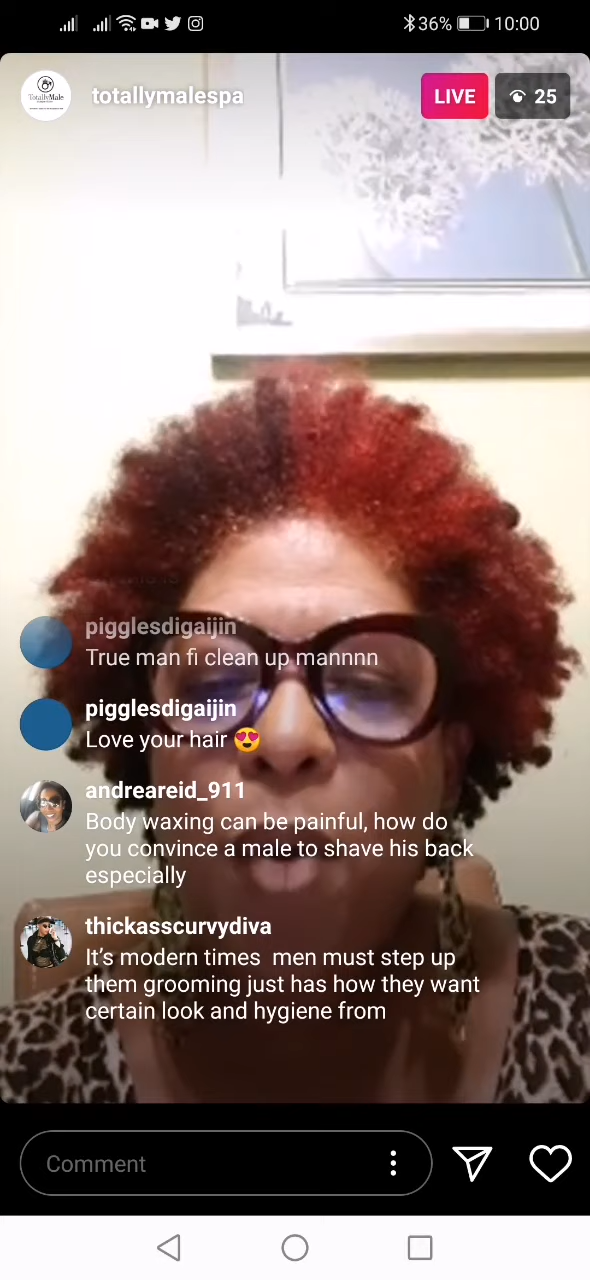 36% 10:00
TotallyMale
totallymalespa LIVE 25
pigglesdigaijin
True man fi clean up mannnn
pigglesdigaijin
Love your hair 😍
andreareid_911
Body waxing can be painful, how do
you convince a male to shave his back
especially
thickasscurvydiva
It's modern times  men must step up
them grooming just has how they want
certain look and hygiene from
Comment